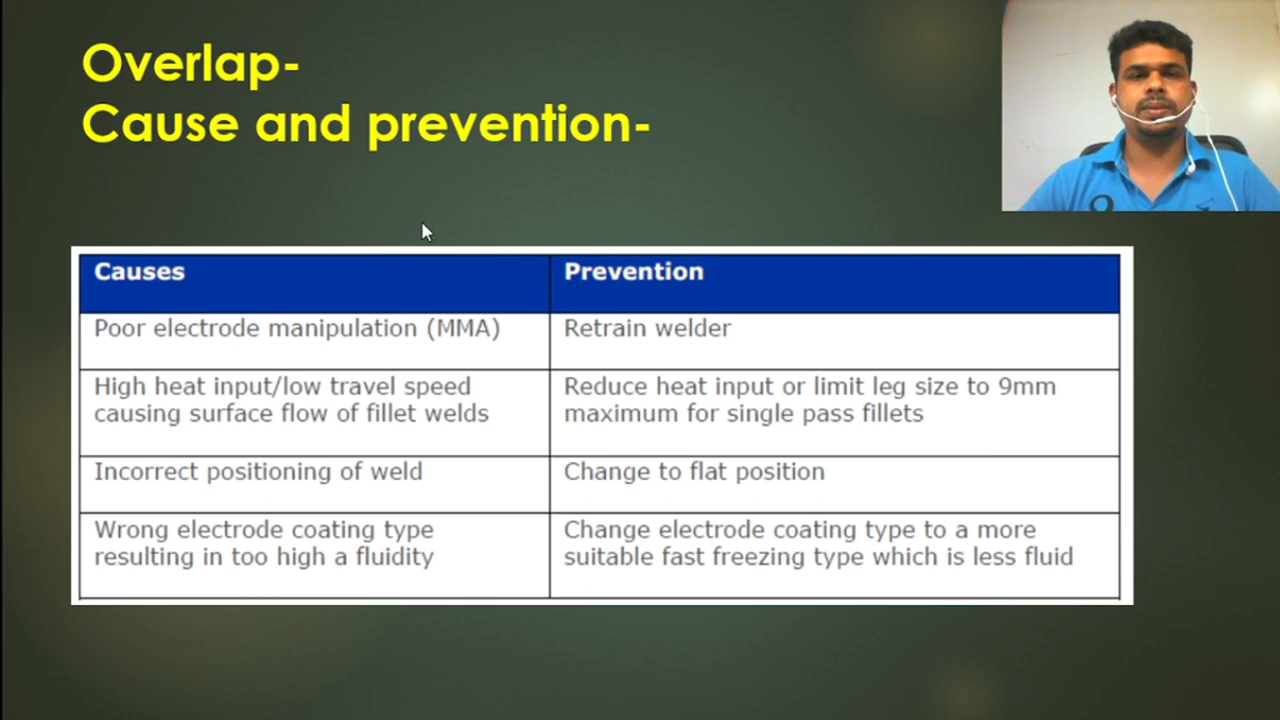 Overlap-
Cause and prevention-
Causes
Prevention
Poor electrode manipulation (MMA)
Retrain welder
High heat input/low travel speed
causing surface flow of fillet welds
Reduce heat input or limit leg size to 9mm
maximum for single pass fillets
Incorrect positioning of weld
Change to flat position
Wrong electrode coating type
resulting in too high a fluidity
Change electrode coating type to a more
suitable fast freezing type which is less fluid